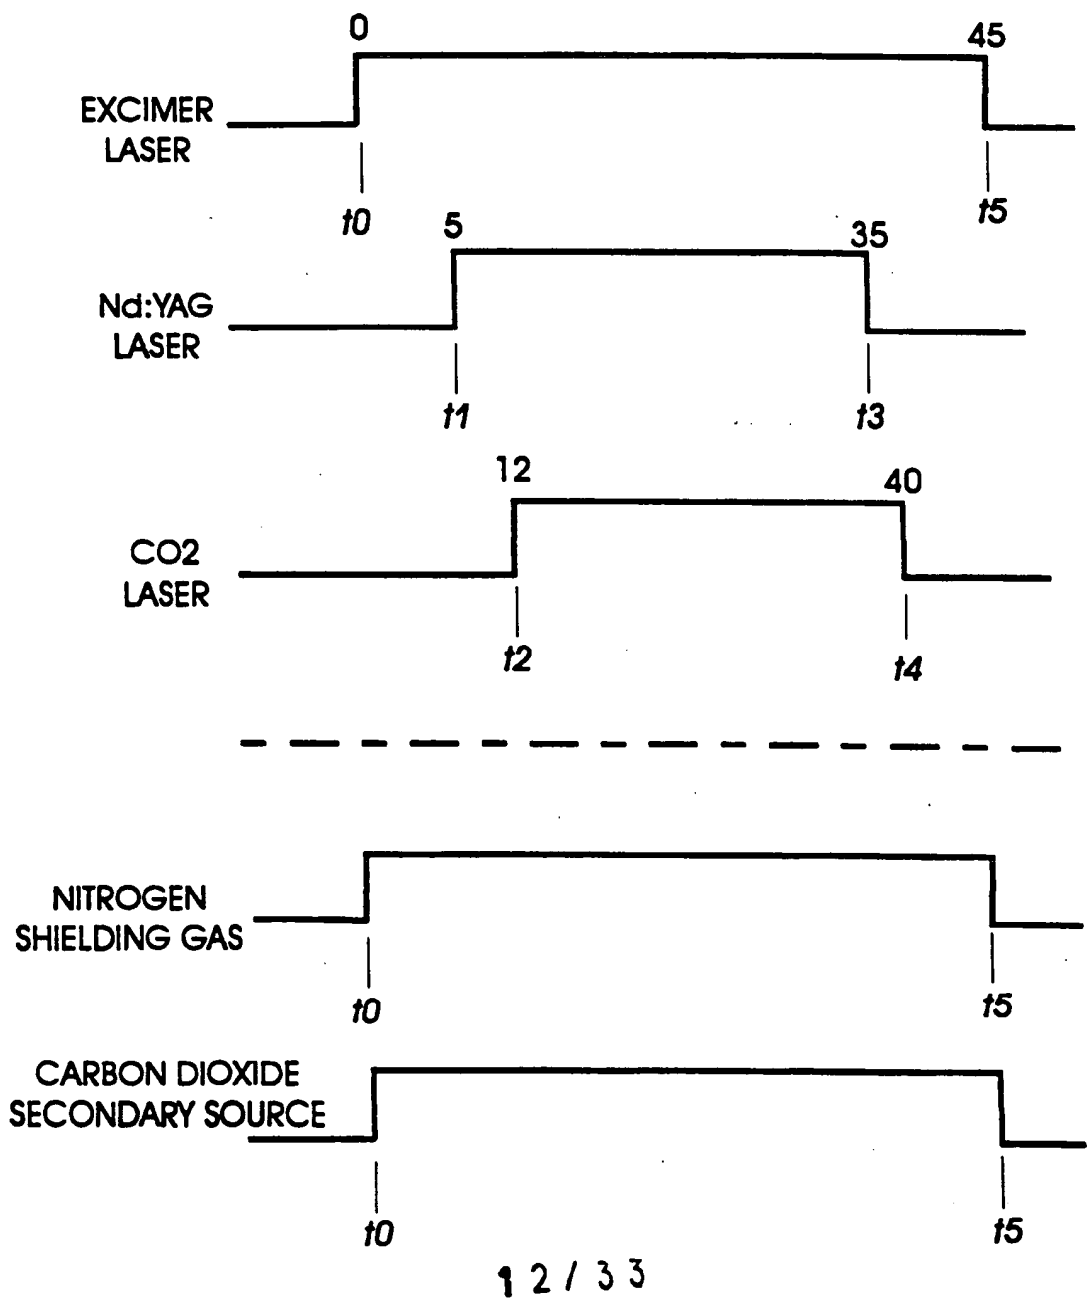 0
45
EXCIMER
LASER
t0
t5
5
35
Nd:YAG
LASER
t1
t3
12
40
CO2
LASER
t2
t4
NITROGEN
SHIELDING GAS
t0
t5
CARBON DIOXIDE
SECONDARY SOURCE
t0
t5
12/33